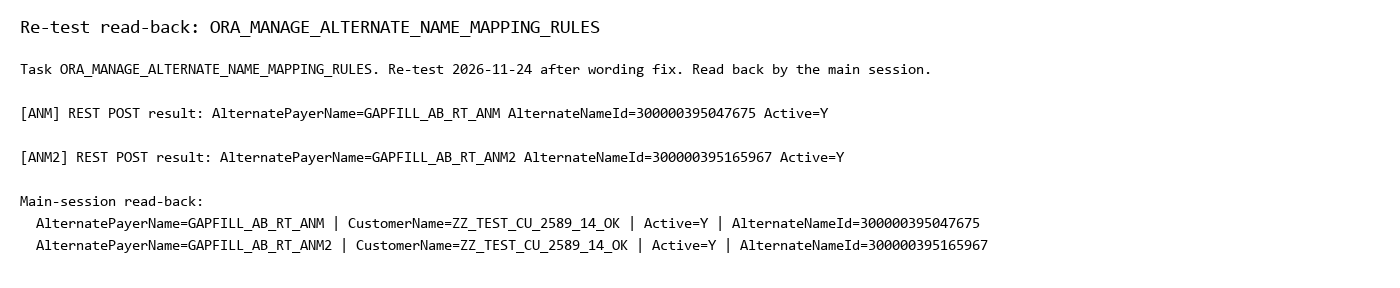 Re-test read-back: ORA_MANAGE_ALTERNATE_NAME_MAPPING_RULES
Task ORA_MANAGE_ALTERNATE_NAME_MAPPING_RULES. Re-test 2026-11-24 after wording fix. Read back by the main session.
[ANM] REST POST result: AlternatePayerName=GAPFILL_AB_RT_ANM AlternateNameId=300000395047675 Active=Y
[ANM2] REST POST result: AlternatePayerName=GAPFILL_AB_RT_ANM2 AlternateNameId=300000395165967 Active=Y
Main-session read-back:
AlternatePayerName=GAPFILL_AB_RT_ANM | CustomerName=ZZ_TEST_CU_2589_14_OK | Active=Y | AlternateNameId=300000395047675
AlternatePayerName=GAPFILL_AB_RT_ANM2 | CustomerName=ZZ_TEST_CU_2589_14_OK | Active=Y | AlternateNameId=300000395165967